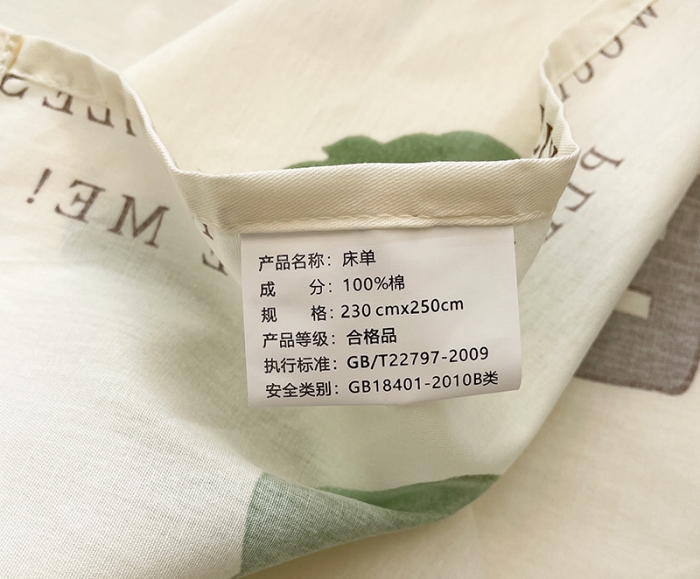 ME!
产品名称：床单
成 分：100%棉
规 格：230 cmx250cm
产品等级：合格品
执行标准：GB/T22797-2009
安全类别：GB18401-2010B类